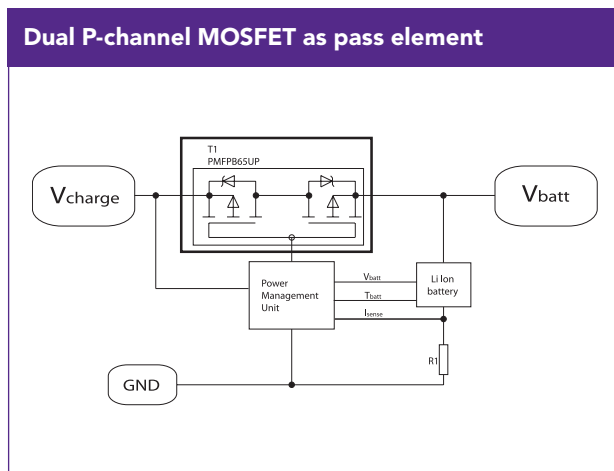 Dual P-channel MOSFET as pass element
T1
PMFPB65UP
Vcharge
Vbatt
Power
Management
Unit
Vbatt
Tbatt
Isense
Li Ion
battery
R1
GND